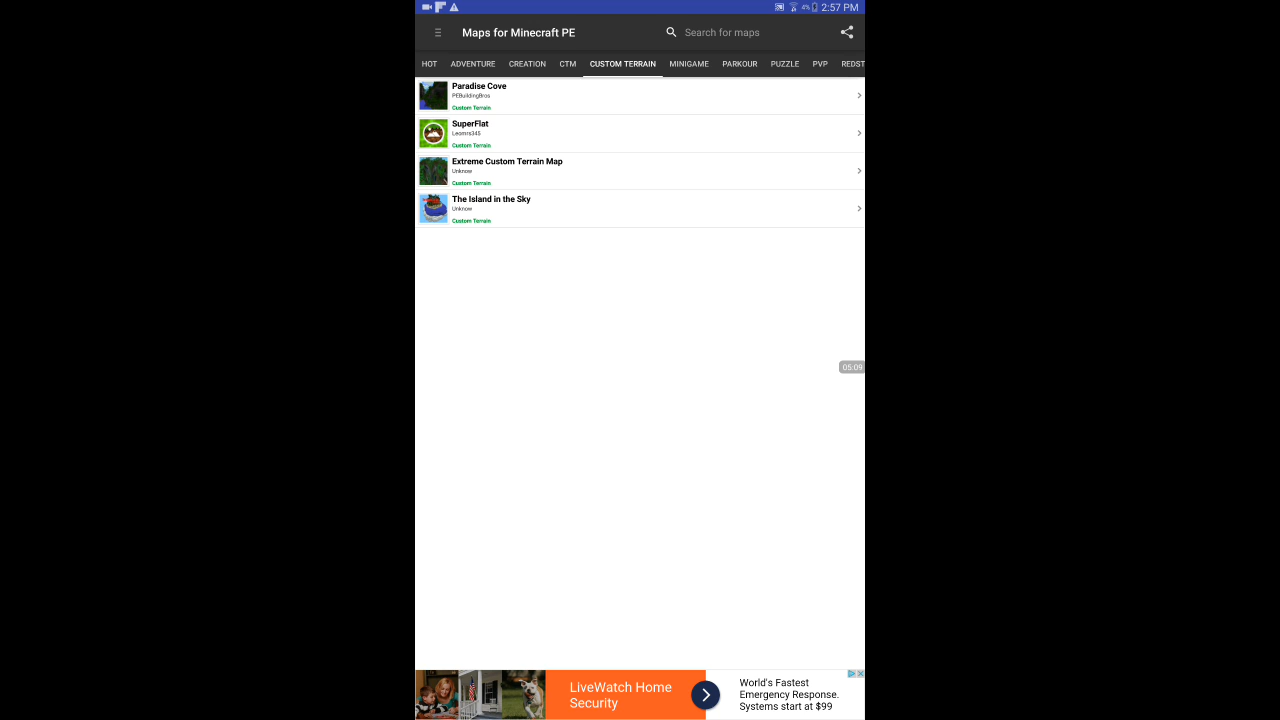 4% 2:57 PM
Maps for Minecraft PE
Search for maps
HOT ADVENTURE CREATION CTM CUSTOM TERRAIN MINIGAME PARKOUR PUZZLE PVP REDST
Paradise Cove
PEBuildingBros
Custom Terrain
SuperFlat
Leomrs345
Custom Terrain
Extreme Custom Terrain Map
Unknow
Custom Terrain
The Island in the Sky
Unknow
Custom Terrain
05:09
LiveWatch Home
Security
World's Fastest
Emergency Response.
Systems start at $99